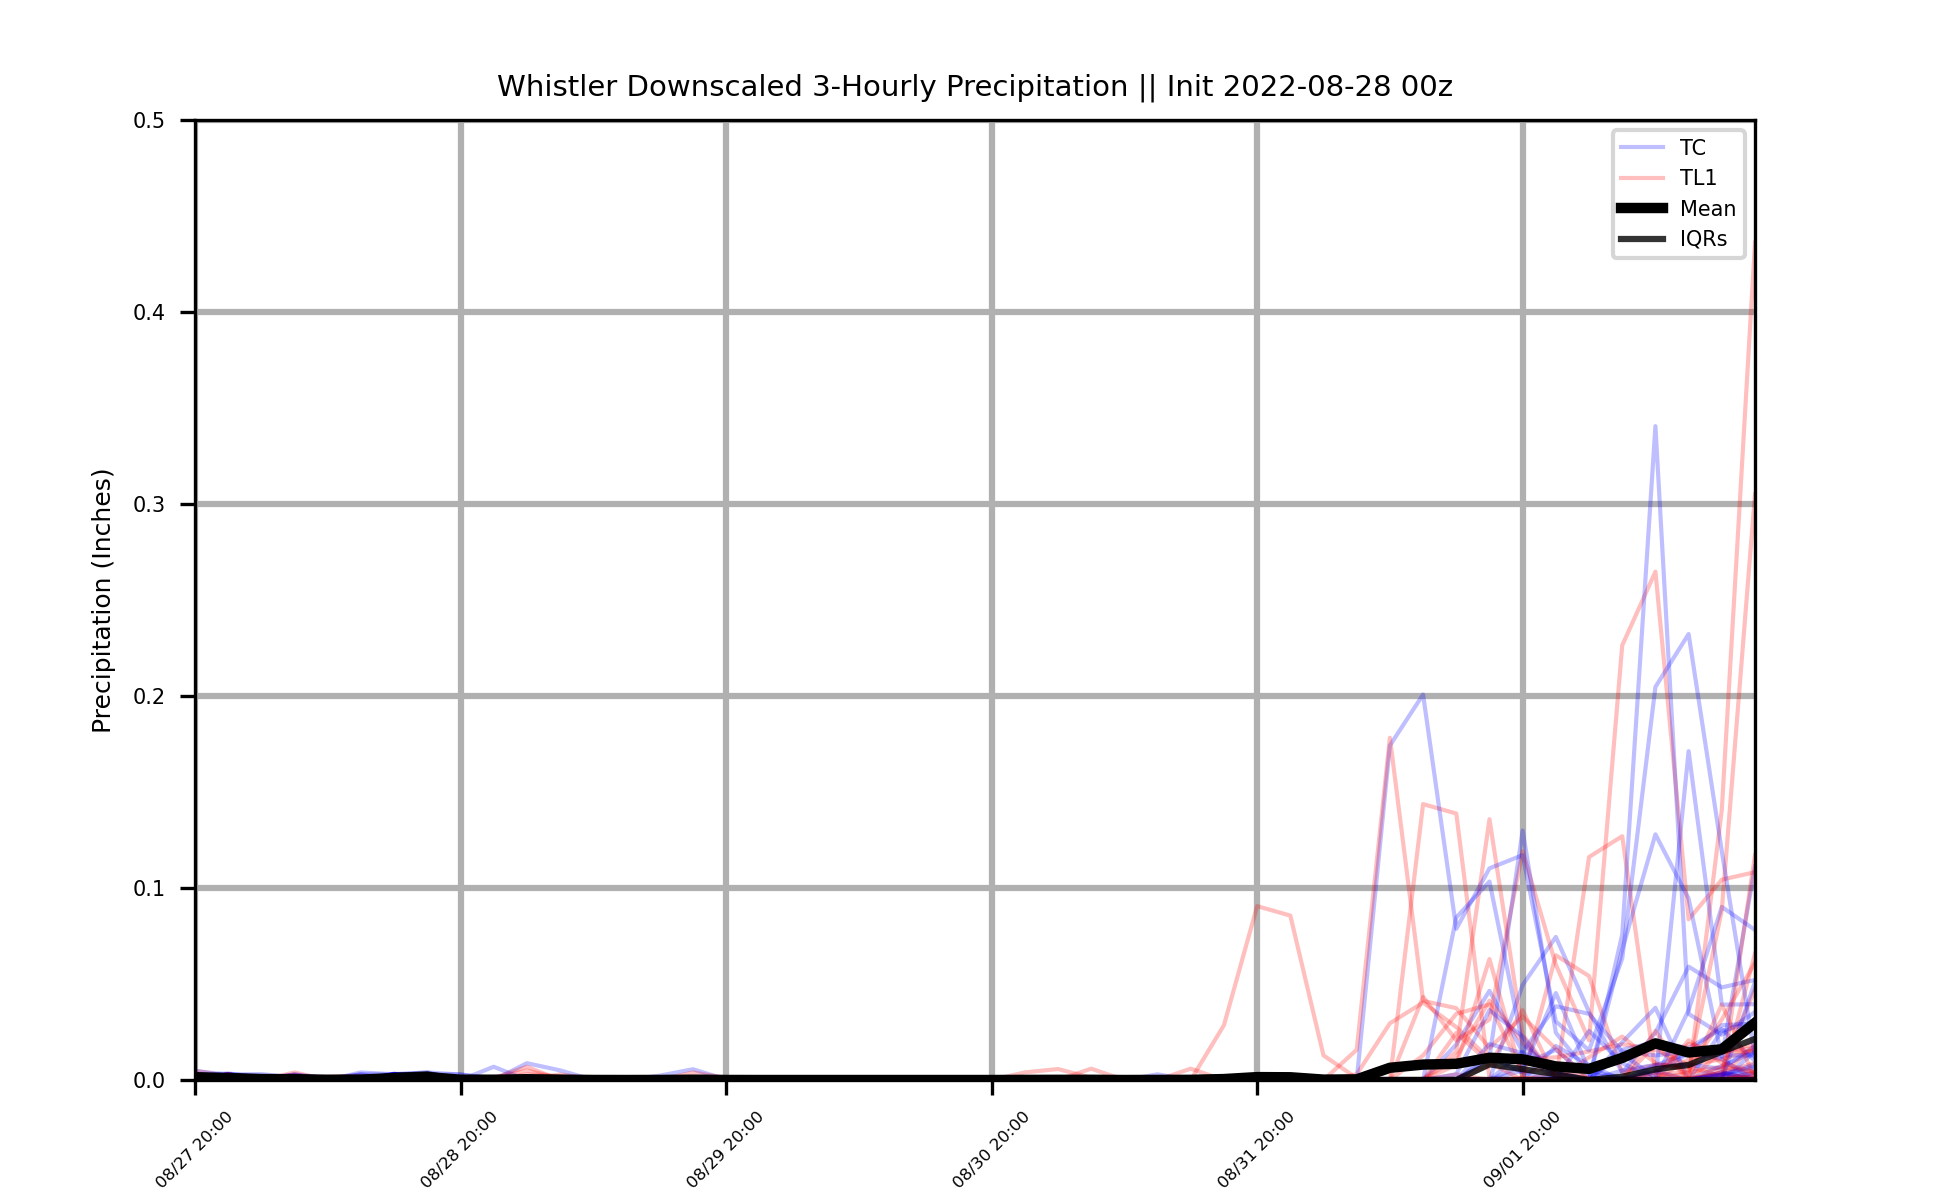 Whistler Downscaled 3-Hourly Precipitation || Init 2022-08-28 00z
TC
TL1
Mean
IQRs
Precipitation (Inches)
0.5
0.4
0.3
0.2
0.1
0.0
08/27 20:00
08/28 20:00
08/29 20:00
08/30 20:00
08/31 20:00
09/01 20:00